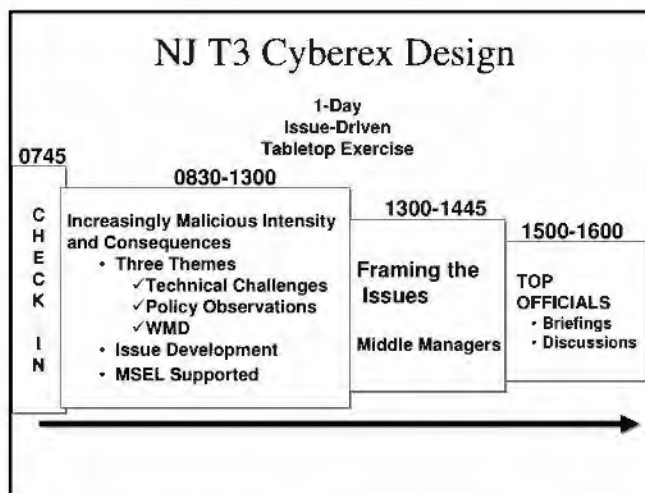 NJ T3 Cyberex Design
1-Day
Issue-Driven
Tabletop Exercise
0745
CHECK IN
0830-1300
Increasingly Malicious Intensity
and Consequences
• Three Themes
✓Technical Challenges
✓Policy Observations
✓WMD
• Issue Development
• MSEL Supported
1300-1445
Framing the
Issues
Middle Managers
1500-1600
TOP
OFFICIALS
• Briefings
• Discussions